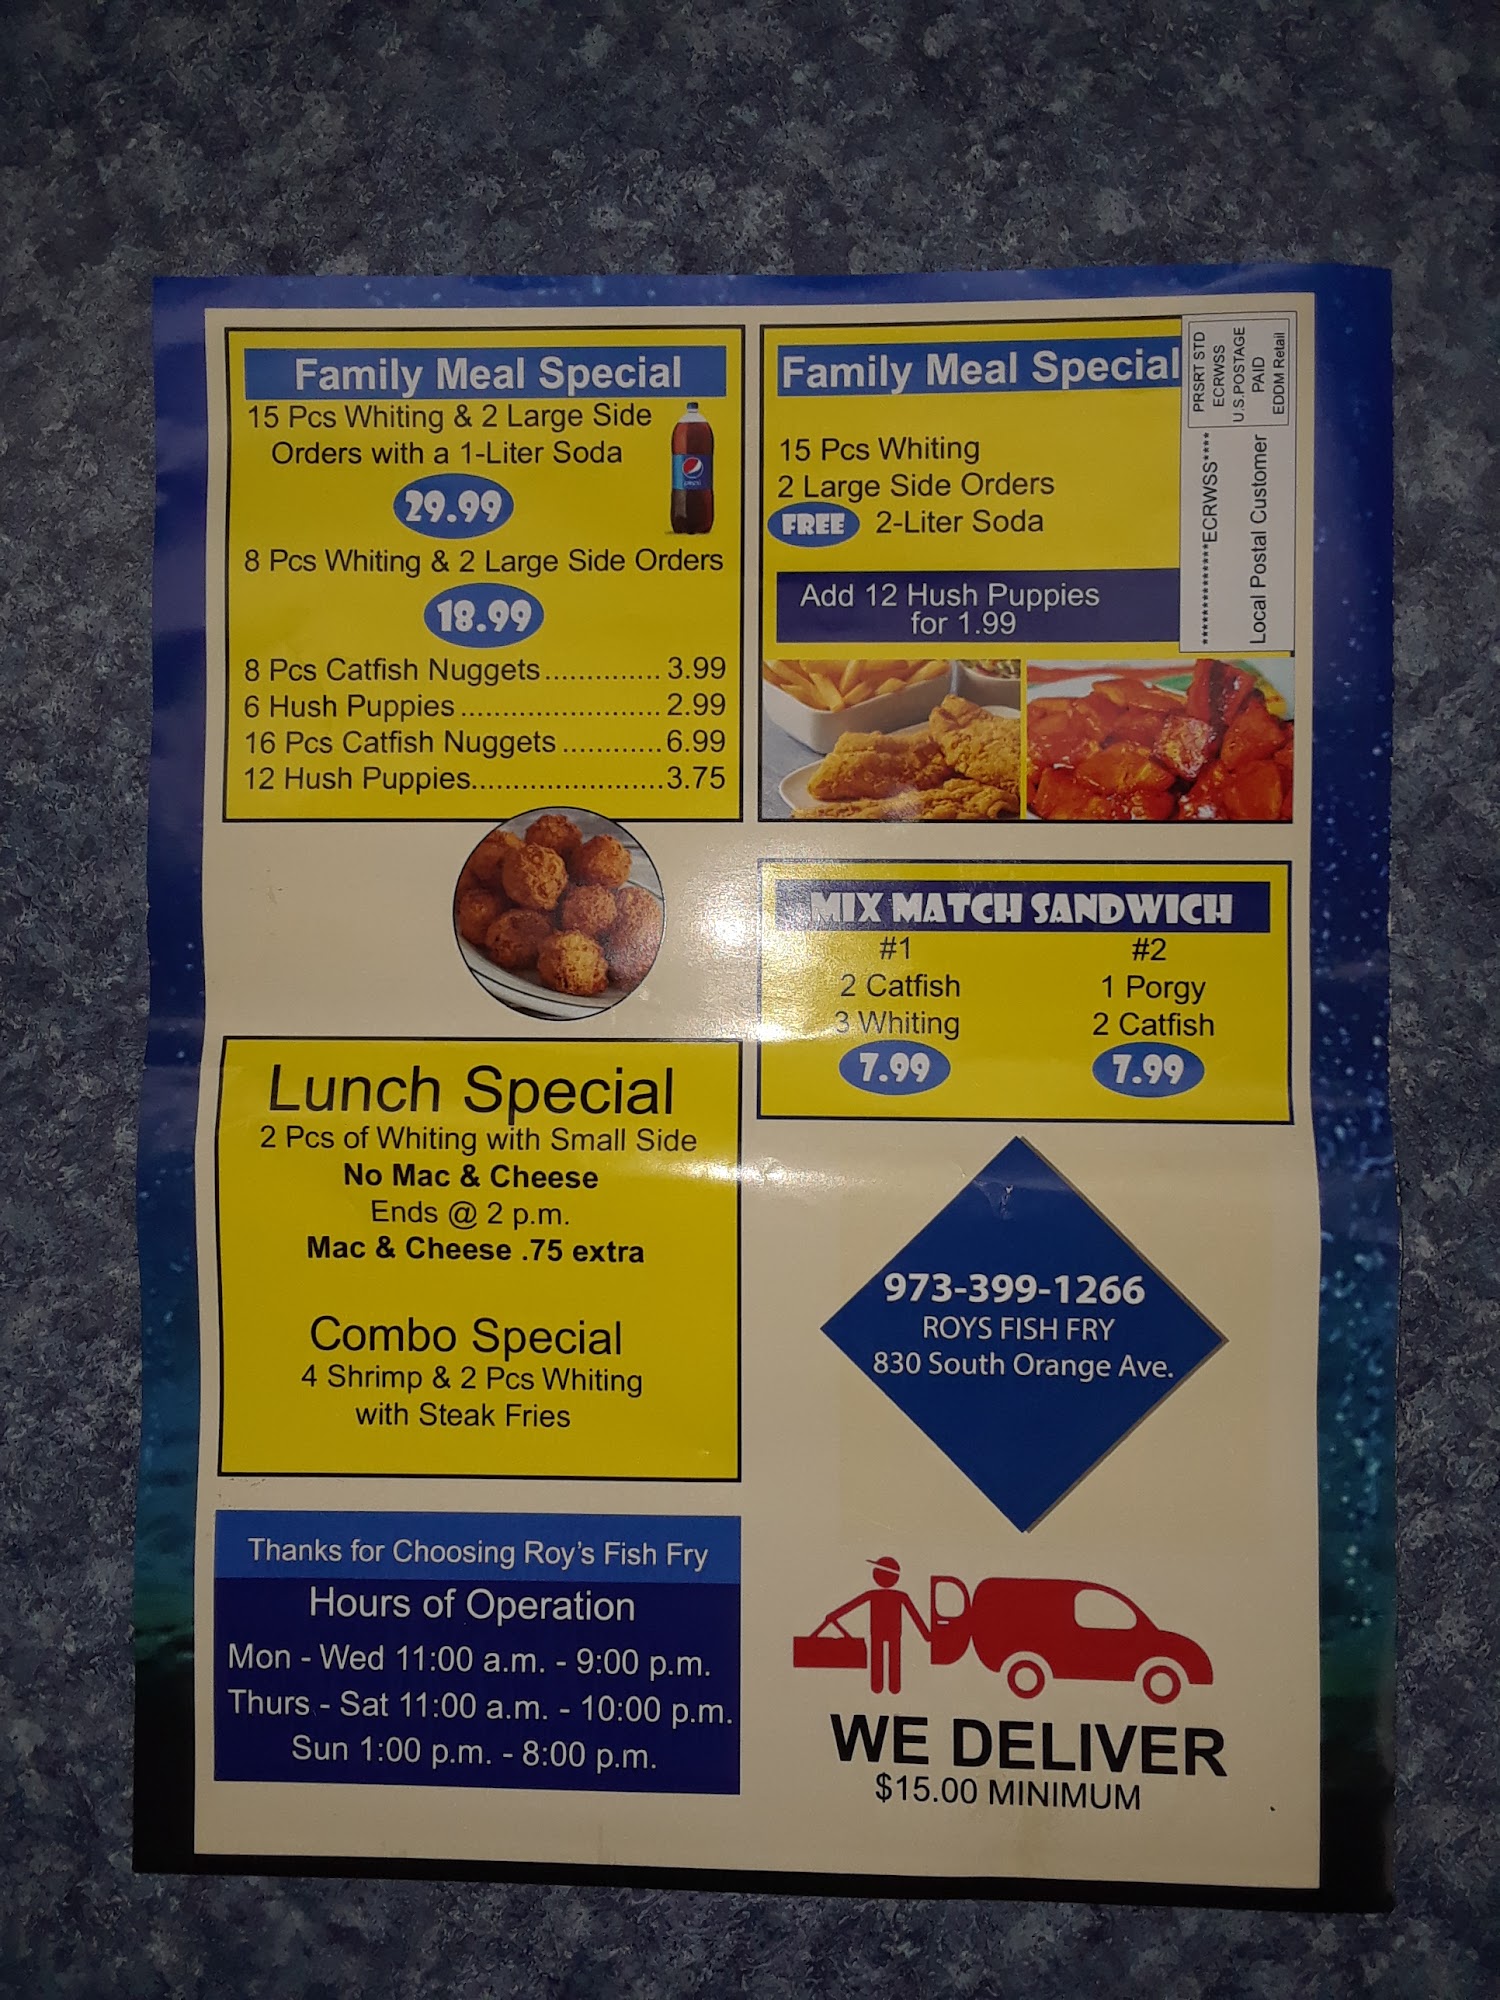 Family Meal Special
15 Pcs Whiting & 2 Large Side
Orders with a 1-Liter Soda
29.99
8 Pcs Whiting & 2 Large Side Orders
18.99
8 Pcs Catfish Nuggets.............. 3.99
6 Hush Puppies........................ 2.99
16 Pcs Catfish Nuggets............6.99
12 Hush Puppies.......................3.75
pepsi
Family Meal Special
15 Pcs Whiting
2 Large Side Orders
FREE 2-Liter Soda
Add 12 Hush Puppies
for 1.99
PRSRT STD
ECRWSS
U.S.POSTAGE
PAID
EDDM Retail
***************ECRWSS****
Local Postal Customer
MIX MATCH SANDWICH
#1
2 Catfish
3 Whiting
7.99
#2
1 Porgy
2 Catfish
7.99
Lunch Special
2 Pcs of Whiting with Small Side
No Mac & Cheese
Ends @ 2 p.m.
Mac & Cheese .75 extra
Combo Special
4 Shrimp & 2 Pcs Whiting
with Steak Fries
973-399-1266
ROYS FISH FRY
830 South Orange Ave.
Thanks for Choosing Roy's Fish Fry
Hours of Operation
Mon - Wed 11:00 a.m. - 9:00 p.m.
Thurs - Sat 11:00 a.m. - 10:00 p.m.
Sun 1:00 p.m. - 8:00 p.m.
WE DELIVER
$15.00 MINIMUM